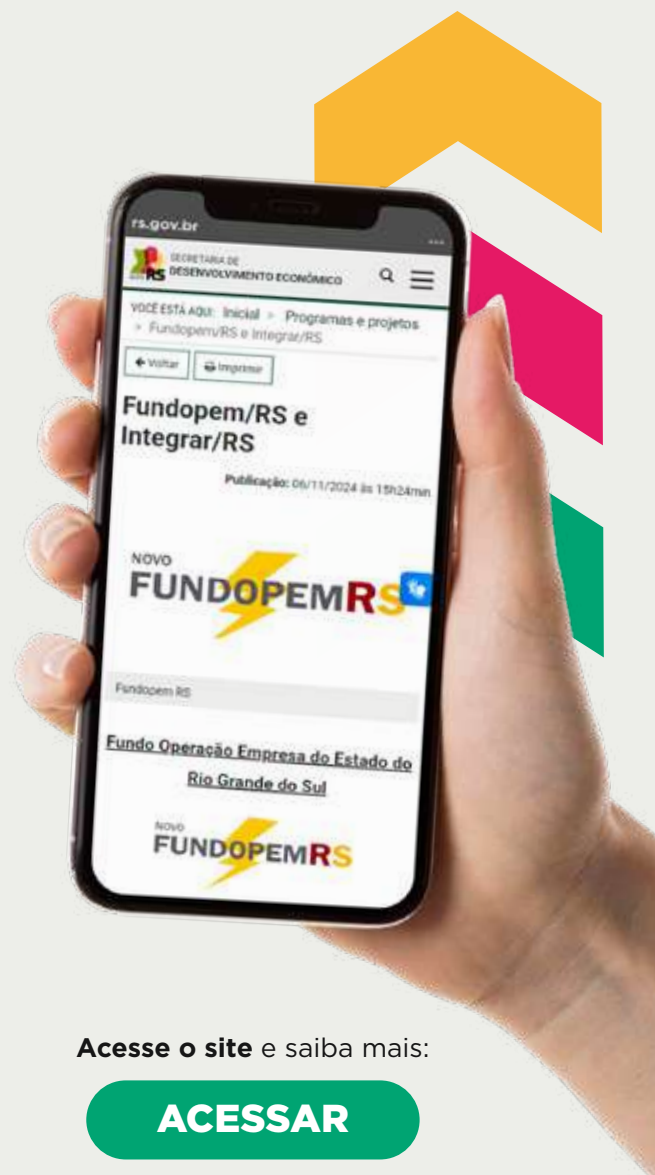 rs.gov.br
SECRETARIA DE
RS DESENVOLVIMENTO ECONÔMICO
VOCÊ ESTÁ AQUI: Inicial > Programas e projetos
> Fundopem/RS e Integrar/RS
Voltar Imprimir
Fundopem/RS e
Integrar/RS
Publicação: 06/11/2024 às 15h24min
NOVO
FUNDOPEMRS
Fundopem RS
Fundo Operação Empresa do Estado do
Rio Grande do Sul
NOVO
FUNDOPEMRS
Acesse o site e saiba mais:
ACESSAR